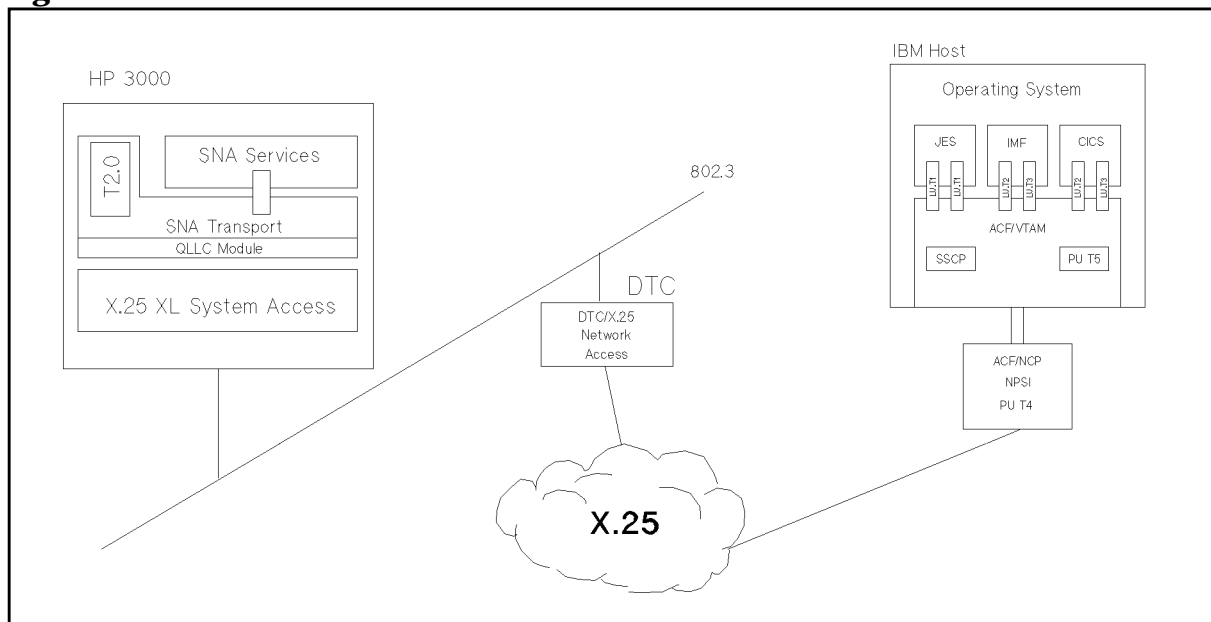 HP 3000
T2.0
SNA Services
SNA Transport
QLLC Module
X.25 XL System Access
802.3
DTC
DTC/X.25
Network
Access
X.25
IBM Host
Operating System
JES
IMF
CICS
LU.T1
LU.T1
LU.T2
LU.T3
LU.T2
LU.T3
ACF/VTAM
SSCP
PU T5
ACF/NCP
NPSI
PU T4